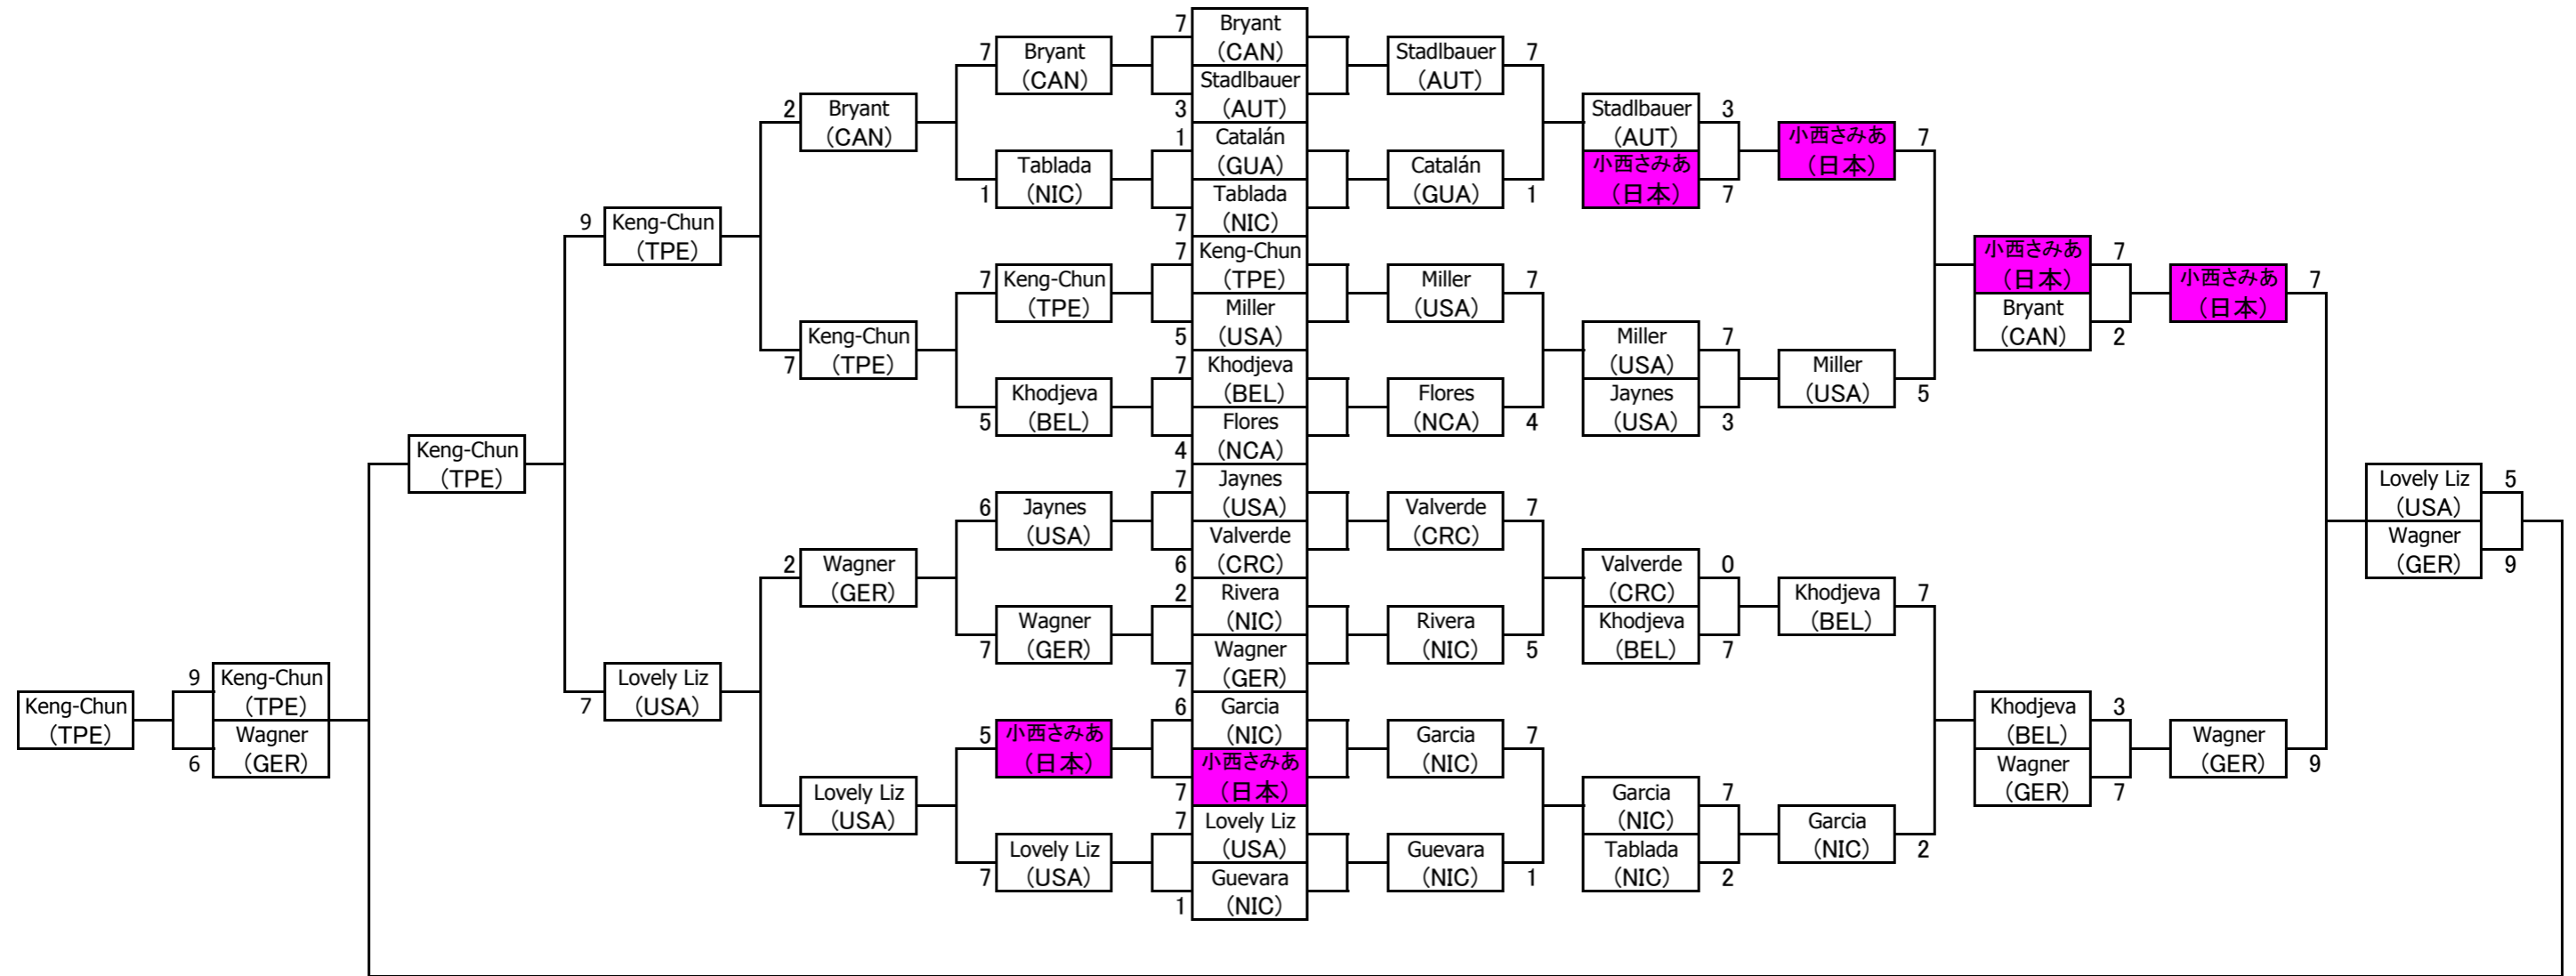 7 Bryant
(CAN)
Stadlbauer
3 (AUT)
1 Catalán
(GUA)
Tablada
7 (NIC)
7 Keng-Chun
(TPE)
Miller
5 (USA)
7 Khodjeva
(BEL)
Flores
4 (NCA)
7 Jaynes
(USA)
Valverde
6 (CRC)
2 Rivera
(NIC)
Wagner
7 (GER)
6 Garcia
(NIC)
小西さみあ
7 (日本)
7 Lovely Liz
(USA)
Guevara
1 (NIC)
7 Bryant
(CAN)
Tablada
1 (NIC)
7 Keng-Chun
(TPE)
Khodjeva
5 (BEL)
6 Jaynes
(USA)
Wagner
7 (GER)
5 小西さみあ
(日本)
Lovely Liz
7 (USA)
2 Bryant
(CAN)
Keng-Chun
7 (TPE)
2 Wagner
(GER)
Lovely Liz
7 (USA)
9 Keng-Chun
(TPE)
Lovely Liz
7 (USA)
Keng-Chun
(TPE)
9 Keng-Chun
(TPE)
Wagner
6 (GER)
Keng-Chun
(TPE)
Stadlbauer 7
(AUT)
Catalán
(GUA) 1
Miller 7
(USA)
Flores
(NCA) 4
Valverde 7
(CRC)
Rivera
(NIC) 5
Garcia 7
(NIC)
Guevara
(NIC) 1
Stadlbauer 3
(AUT)
小西さみあ
(日本) 7
Miller 7
(USA)
Jaynes
(USA) 3
Valverde 0
(CRC)
Khodjeva
(BEL) 7
Garcia 7
(NIC)
Tablada
(NIC) 2
小西さみあ 7
(日本)
Miller
(USA) 5
Khodjeva 7
(BEL)
Garcia
(NIC) 2
小西さみあ 7
(日本)
Bryant
(CAN) 2
Khodjeva 3
(BEL)
Wagner
(GER) 7
小西さみあ 7
(日本)
Wagner
(GER) 9
Lovely Liz 5
(USA)
Wagner
(GER) 9